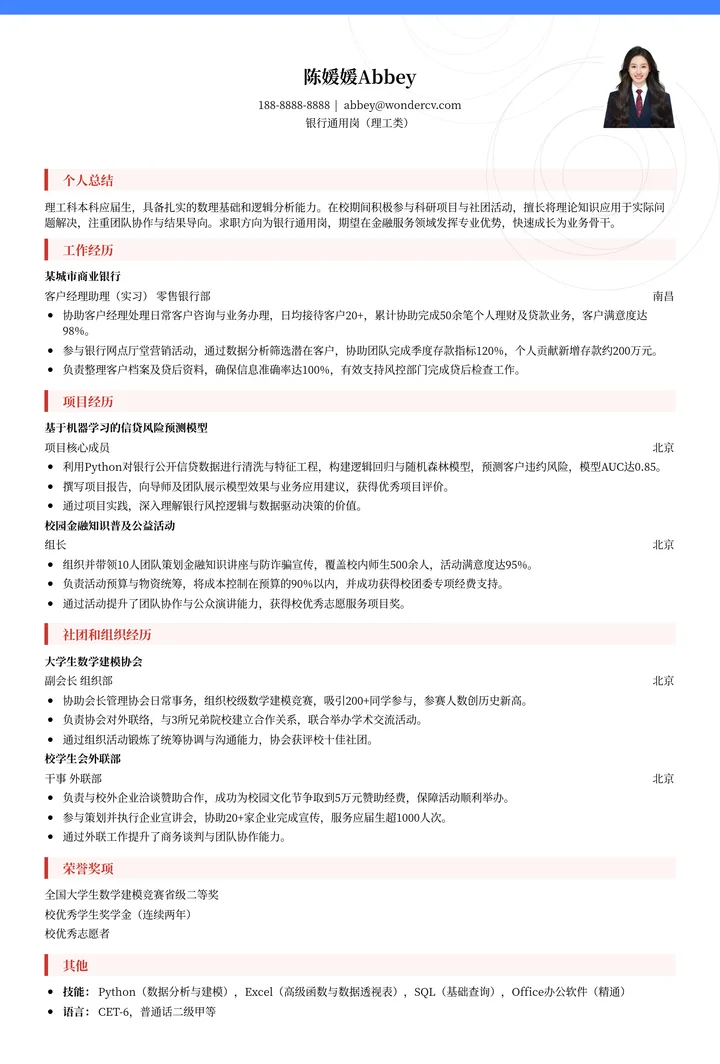 陈媛媛Abbey
188-8888-8888 | abbey@wondercv.com
银行通用岗（理工类）
个人总结
理工科本科应届生，具备扎实的数理基础和逻辑分析能力。在校期间积极参与科研项目与社团活动，擅长将理论知识应用于实际问
题解决，注重团队协作与结果导向。求职方向为银行通用岗，期望在金融服务领域发挥专业优势，快速成长为业务骨干。
工作经历
某城市商业银行
客户经理助理（实习） 零售银行部 南昌
• 协助客户经理处理日常客户咨询与业务办理，日均接待客户20+，累计协助完成50余笔个人理财及贷款业务，客户满意度达
98%。
• 参与银行网点厅堂营销活动，通过数据分析筛选潜在客户，协助团队完成季度存款指标120%，个人贡献新增存款约200万元。
• 负责整理客户档案及贷后资料，确保信息准确率达100%，有效支持风控部门完成贷后检查工作。
项目经历
基于机器学习的信贷风险预测模型
项目核心成员 北京
• 利用Python对银行公开信贷数据进行清洗与特征工程，构建逻辑回归与随机森林模型，预测客户违约风险，模型AUC达0.85。
• 撰写项目报告，向导师及团队展示模型效果与业务应用建议，获得优秀项目评价。
• 通过项目实践，深入理解银行风控逻辑与数据驱动决策的价值。
校园金融知识普及公益活动
组长 北京
• 组织并带领10人团队策划金融知识讲座与防诈骗宣传，覆盖校内师生500余人，活动满意度达95%。
• 负责活动预算与物资统筹，将成本控制在预算的90%以内，并成功获得校团委专项经费支持。
• 通过活动提升了团队协作与公众演讲能力，获得校优秀志愿服务项目奖。
社团和组织经历
大学生数学建模协会
副会长 组织部 北京
• 协助会长管理协会日常事务，组织校级数学建模竞赛，吸引200+同学参与，参赛人数创历史新高。
• 负责协会对外联络，与3所兄弟院校建立合作关系，联合举办学术交流活动。
• 通过组织活动锻炼了统筹协调与沟通能力，协会获评校十佳社团。
校学生会外联部
干事 外联部 北京
• 负责与校外企业洽谈赞助合作，成功为校园文化节争取到5万元赞助经费，保障活动顺利举办。
• 参与策划并执行企业宣讲会，协助20+家企业完成宣传，服务应届生超1000人次。
• 通过外联工作提升了商务谈判与团队协作能力。
荣誉奖项
全国大学生数学建模竞赛省级二等奖
校优秀学生奖学金（连续两年）
校优秀志愿者
其他
• 技能： Python（数据分析与建模）, Excel（高级函数与数据透视表）, SQL（基础查询）, Office办公软件（精通）
• 语言： CET-6，普通话二级甲等